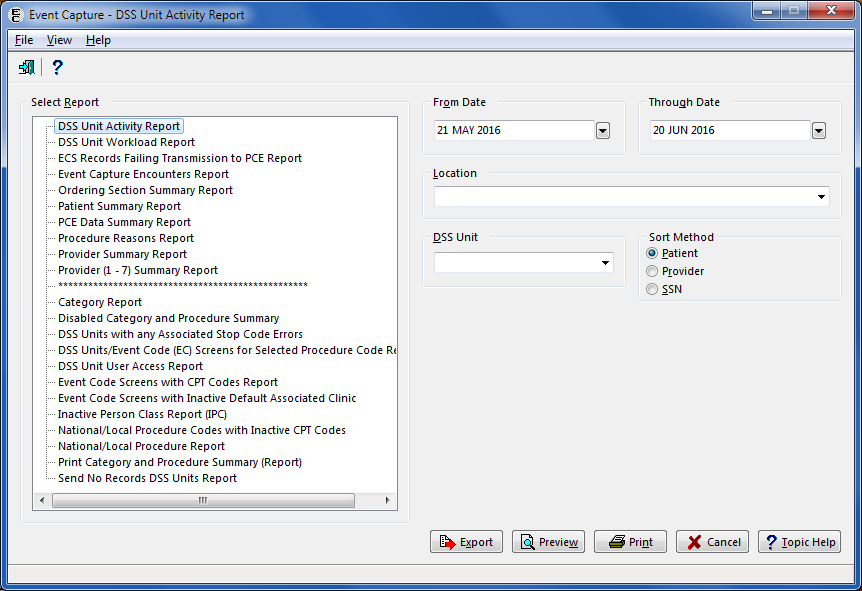 Event Capture - DSS Unit Activity Report
File View Help
Select Report
DSS Unit Activity Report
DSS Unit Workload Report
ECS Records Failing Transmission to PCE Report
Event Capture Encounters Report
Ordering Section Summary Report
Patient Summary Report
PCE Data Summary Report
Procedure Reasons Report
Provider Summary Report
Provider (1 - 7) Summary Report
**************************************************
Category Report
Disabled Category and Procedure Summary
DSS Units with any Associated Stop Code Errors
DSS Units/Event Code (EC) Screens for Selected Procedure Code Re
DSS Unit User Access Report
Event Code Screens with CPT Codes Report
Event Code Screens with Inactive Default Associated Clinic
Inactive Person Class Report (IPC)
National/Local Procedure Codes with Inactive CPT Codes
National/Local Procedure Report
Print Category and Procedure Summary (Report)
Send No Records DSS Units Report
From Date
21 MAY 2016
Through Date
20 JUN 2016
Location
DSS Unit
Sort Method
Patient
Provider
SSN
Export Preview Print Cancel Topic Help